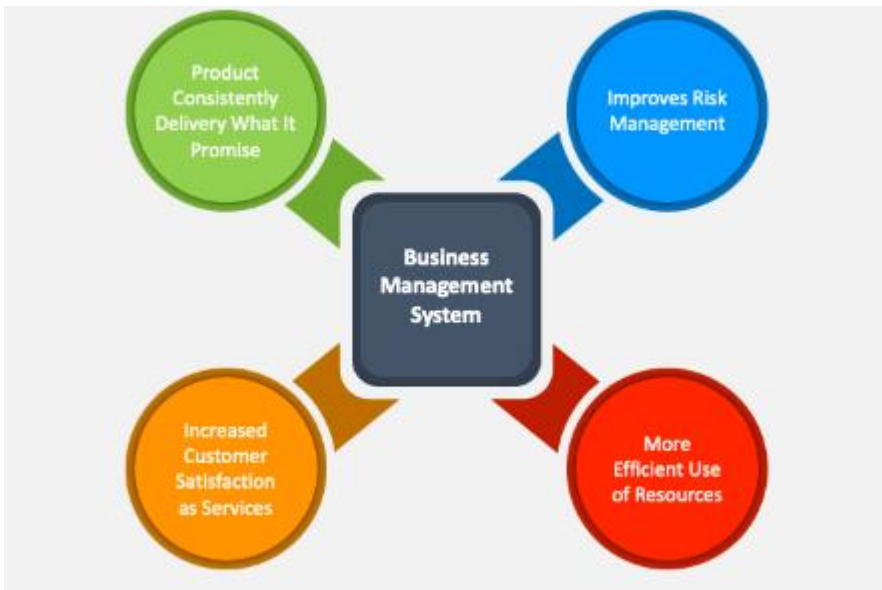 Product
Consistently
Delivery What It
Promise
Improves Risk
Management
Business
Management
System
Increased
Customer
Satisfaction
as Services
More
Efficient Use
of Resources